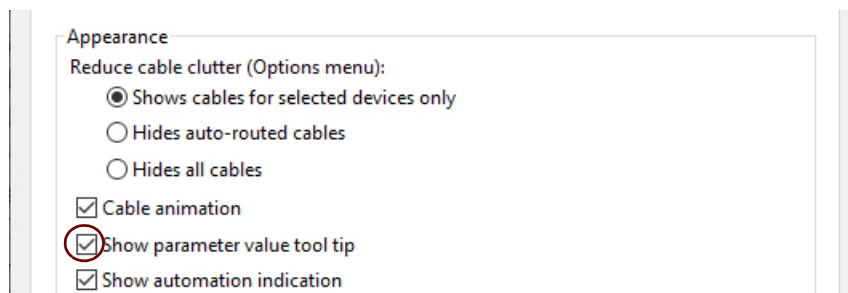 Appearance
Reduce cable clutter (Options menu):
Shows cables for selected devices only
Hides auto-routed cables
Hides all cables
Cable animation
Show parameter value tool tip
Show automation indication